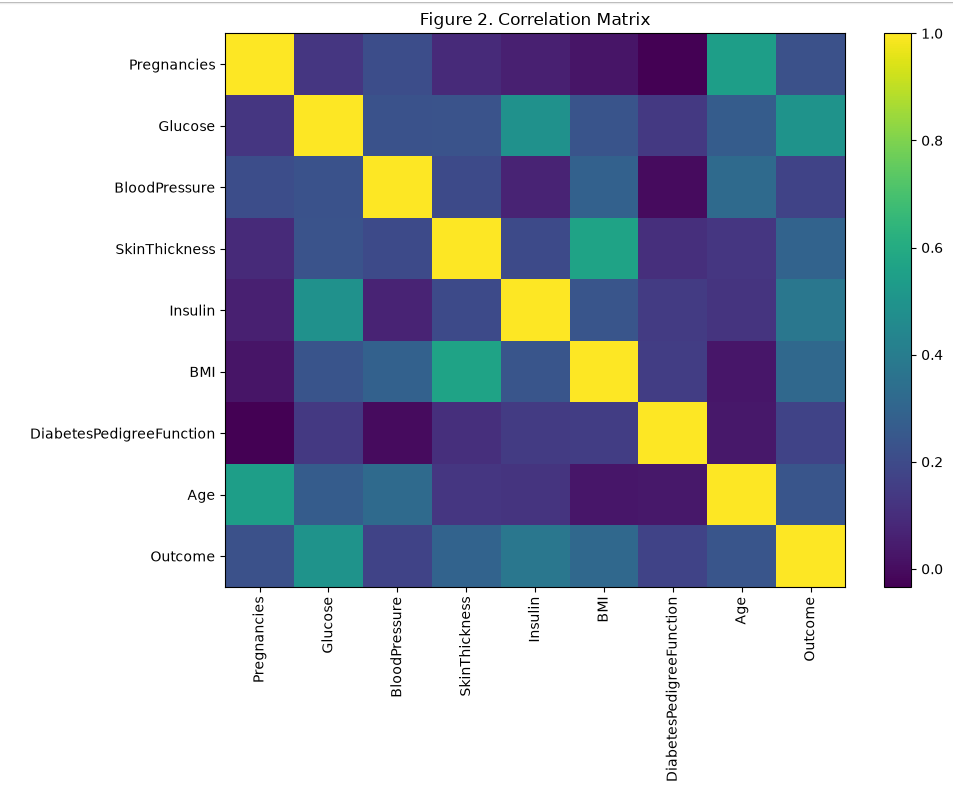 Figure 2. Correlation Matrix
Pregnancies
Glucose
BloodPressure
SkinThickness
Insulin
BMI
DiabetesPedigreeFunction
Age
Outcome
Pregnancies
Glucose
BloodPressure
SkinThickness
Insulin
BMI
DiabetesPedigreeFunction
Age
Outcome
1.0
0.8
0.6
0.4
0.2
0.0